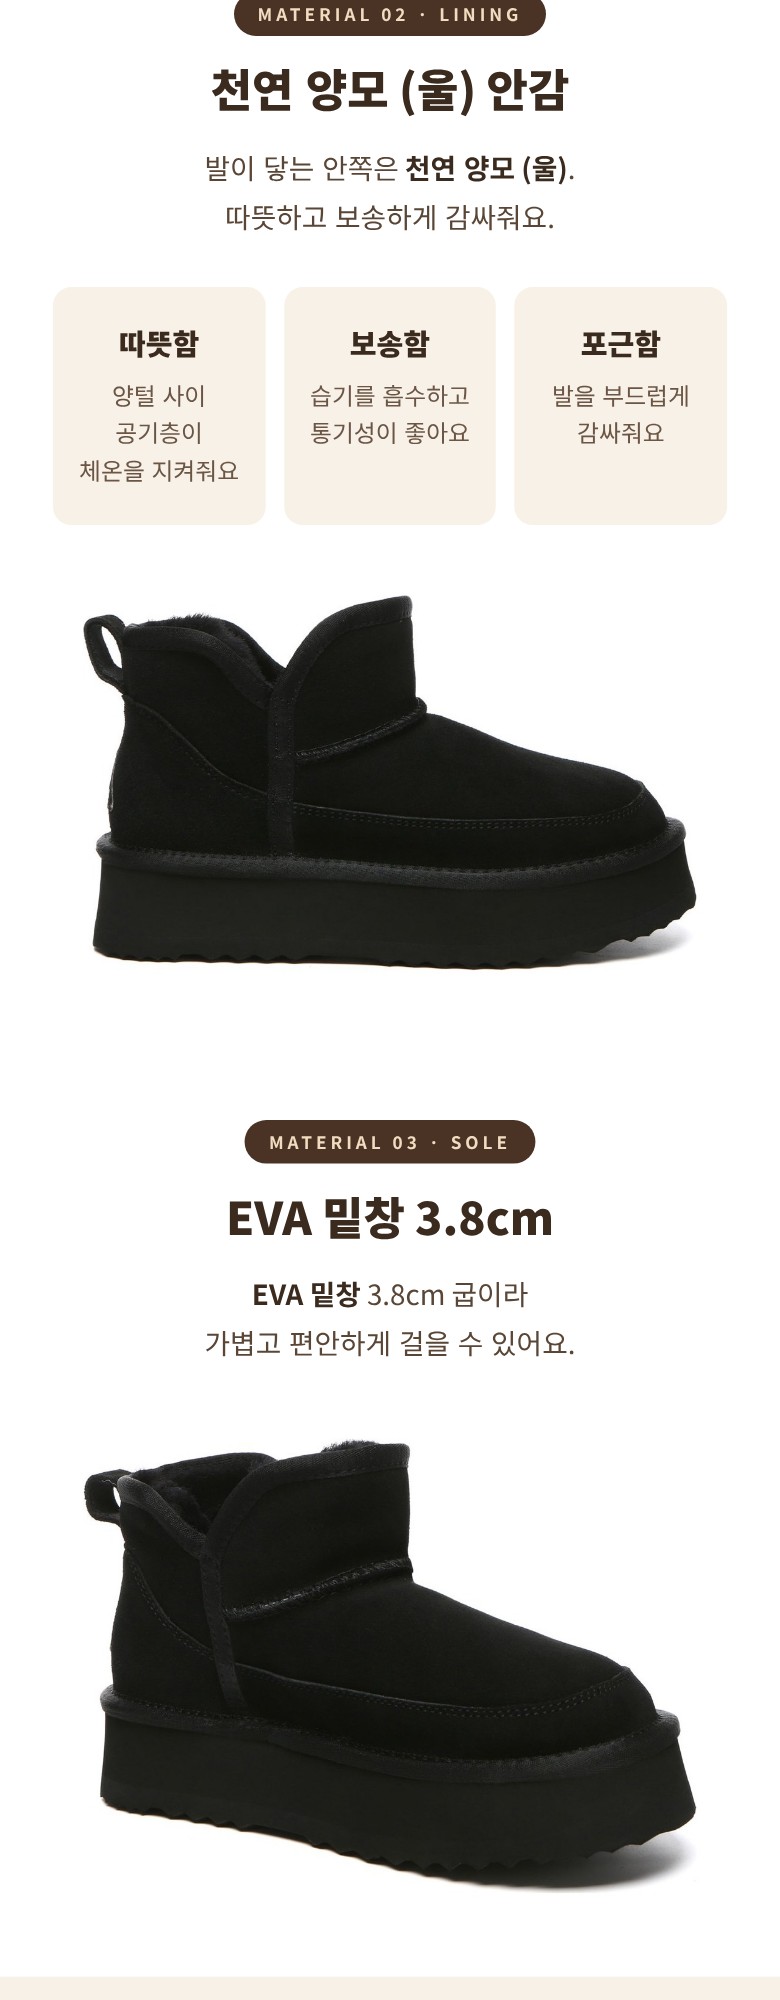 MATERIAL 02 · LINING
천연 양모 (울) 안감
발이 닿는 안쪽은 천연 양모 (울).
따뜻하고 보송하게 감싸줘요.
따뜻함
양털 사이
공기층이
체온을 지켜줘요
보송함
습기를 흡수하고
통기성이 좋아요
포근함
발을 부드럽게
감싸줘요
MATERIAL 03 · SOLE
EVA 밑창 3.8cm
EVA 밑창 3.8cm 굽이라
가볍고 편안하게 걸을 수 있어요.